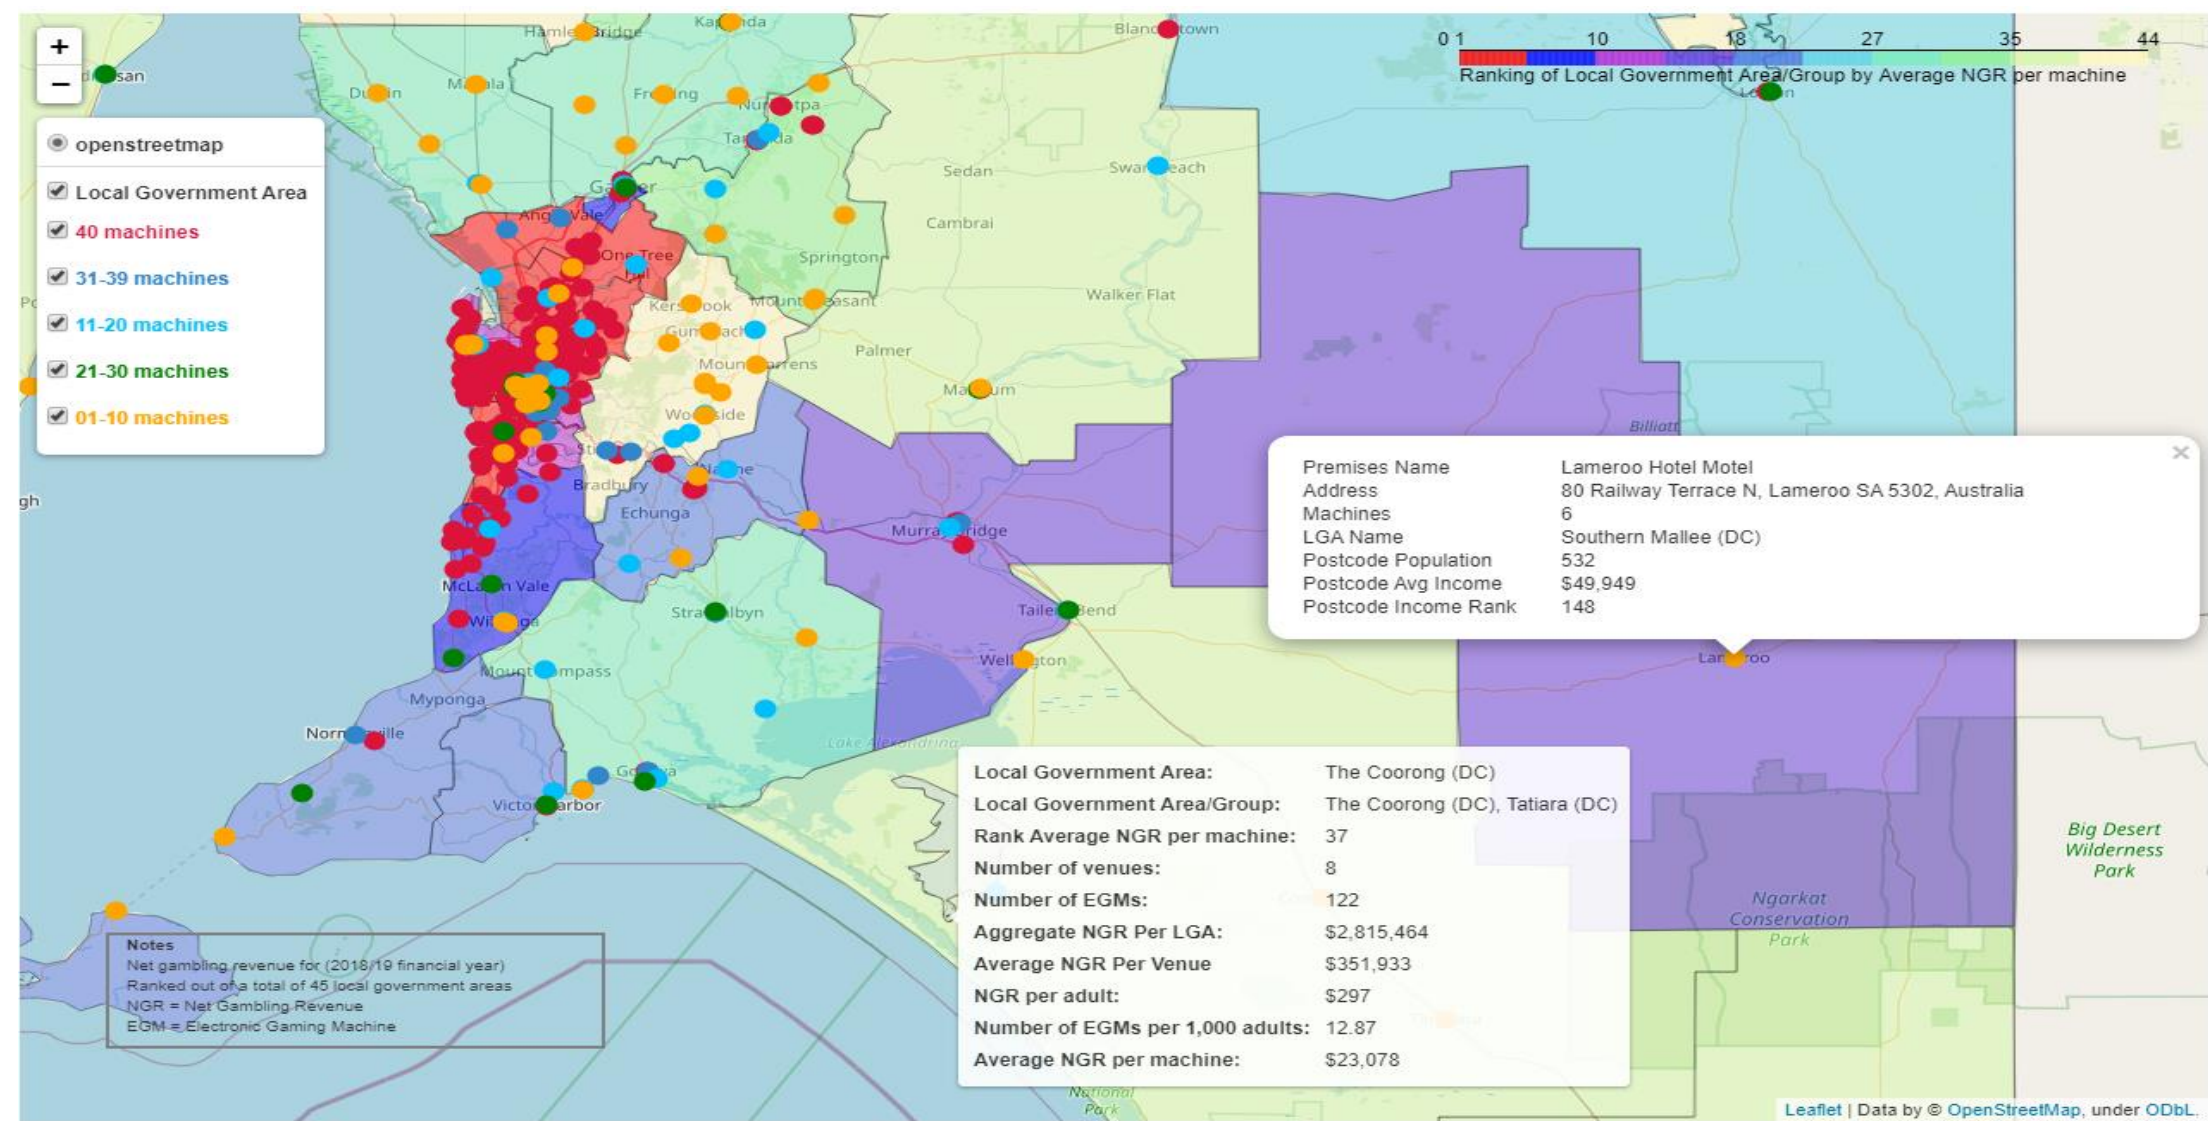 +
−
openstreetmap
Local Government Area
40 machines
31-39 machines
11-20 machines
21-30 machines
01-10 machines
0 1 10 18 27 35 44
Ranking of Local Government Area/Group by Average NGR per machine
Sedan
Cambrai
Springton
Walker Flat
Palmer
One Tree
Hill
Bradbury
Echunga
Myponga
Billiatt
Lake Alexandrina
gh
Premises Name Lameroo Hotel Motel
Address 80 Railway Terrace N, Lameroo SA 5302, Australia
Machines 6
LGA Name Southern Mallee (DC)
Postcode Population 532
Postcode Avg Income $49,949
Postcode Income Rank 148
Local Government Area: The Coorong (DC)
Local Government Area/Group: The Coorong (DC), Tatiara (DC)
Rank Average NGR per machine: 37
Number of venues: 8
Number of EGMs: 122
Aggregate NGR Per LGA: $2,815,464
Average NGR Per Venue $351,933
NGR per adult: $297
Number of EGMs per 1,000 adults: 12.87
Average NGR per machine: $23,078
Big Desert
Wilderness
Park
Ngarkat
Conservation
Park
National
Park
Notes
Net gambling revenue for (2018/19 financial year)
Ranked out of a total of 45 local government areas
NGR = Net Gambling Revenue
EGM = Electronic Gaming Machine
Leaflet | Data by © OpenStreetMap, under ODbL.